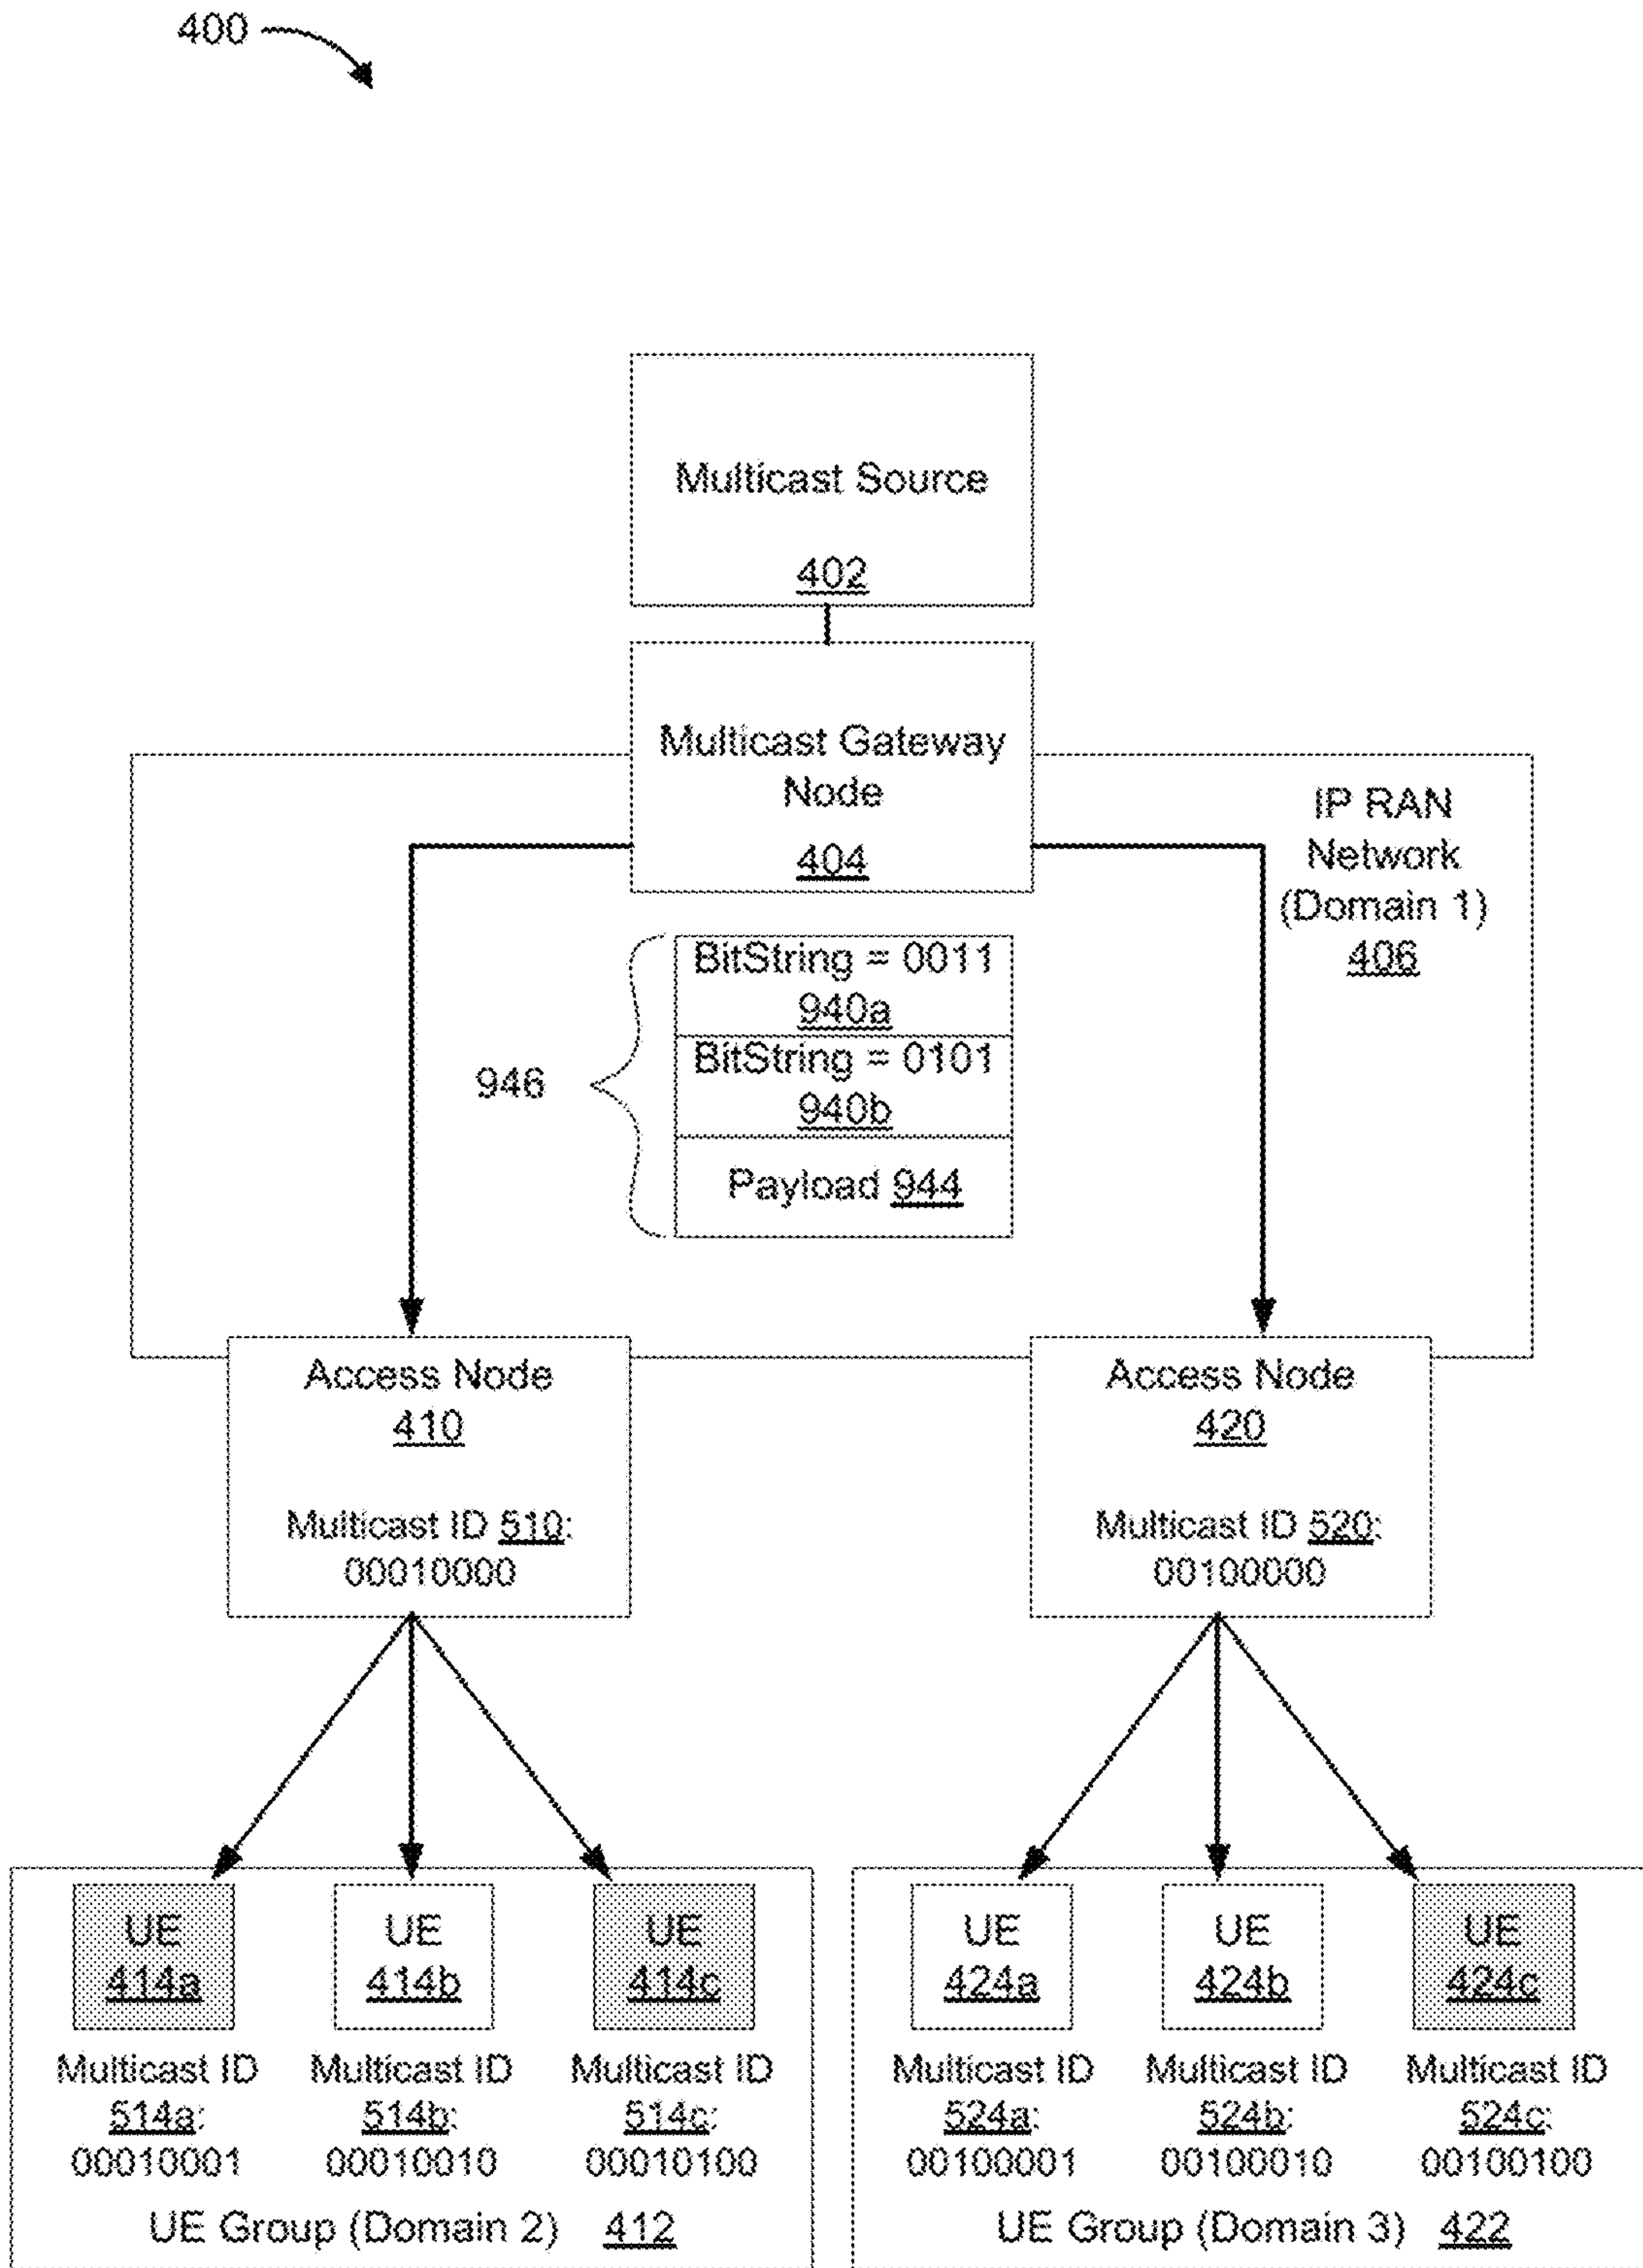 400
Multicast Source
402
Multicast Gateway
Node
404
IP RAN
Network
(Domain 1)
406
BitString = 0011
940a
BitString = 0101
940b
Payload 944
946
Access Node
410
Multicast ID 510:
00010000
Access Node
420
Multicast ID 520:
00100000
UE
414a
UE
414b
UE
414c
Multicast ID
514a:
00010001
Multicast ID
514b:
00010010
Multicast ID
514c:
00010100
UE Group (Domain 2) 412
UE
424a
UE
424b
UE
424c
Multicast ID
524a:
00100001
Multicast ID
524b:
00100010
Multicast ID
524c:
00100100
UE Group (Domain 3) 422